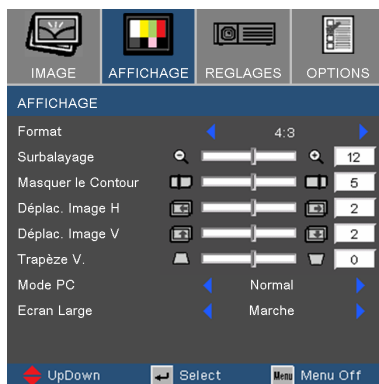 IMAGE AFFICHAGE REGLAGES OPTIONS
AFFICHAGE
Format 4:3
Surbalayage 12
Masquer le Contour 5
Déplac. Image H 2
Déplac. Image V 2
Trapèze V. 0
Mode PC Normal
Ecran Large Marche
UpDown Select Menu Menu Off